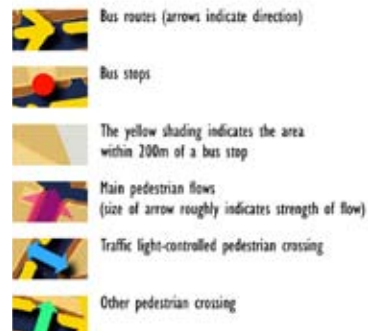 Bus routes (arrows indicate direction)
Bus stops
The yellow shading indicates the area
within 200m of a bus stop
Main pedestrian flows
(size of arrow roughly indicates strength of flow)
Traffic light-controlled pedestrian crossing
Other pedestrian crossing